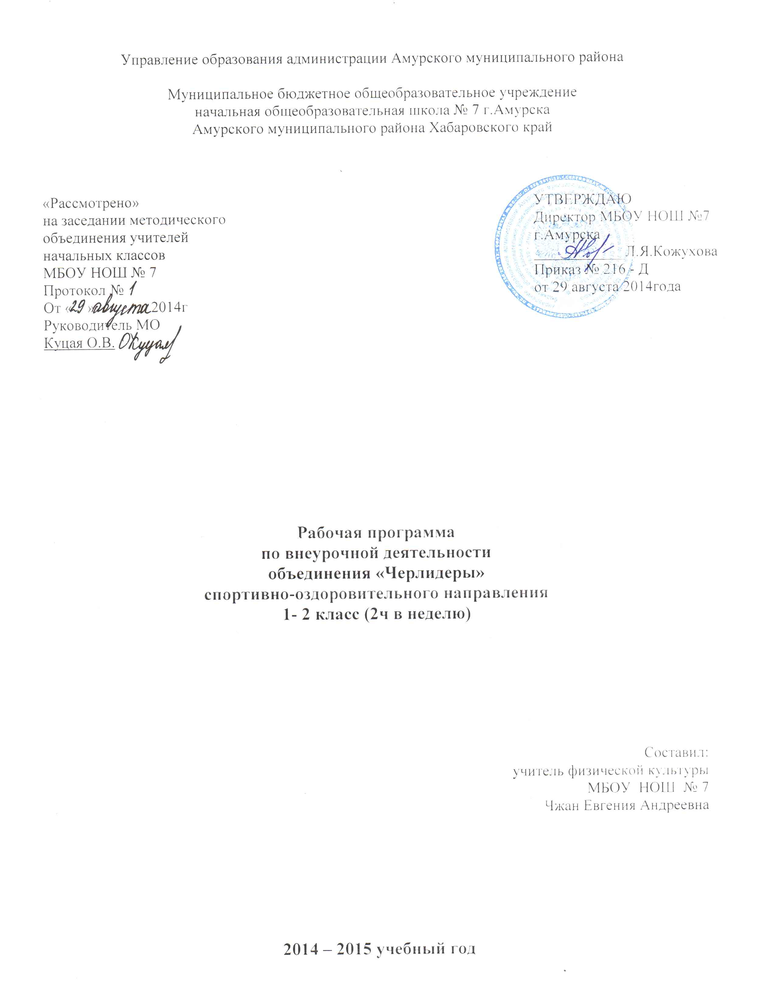 Управление образования администрации Амурского муниципального района
Муниципальное бюджетное общеобразовательное учреждение
начальная общеобразовательная школа № 7 г.Амурска
Амурского муниципального района Хабаровского край
«Рассмотрено»
на заседании методического
объединения учителей
начальных классов
МБОУ НОШ № 7
Протокол № 1
От «29 »августа2014г
Руководитель МО
Куцая О.В.
УТВЕРЖДАЮ
Директор МБОУ НОШ №7
г.Амурска
Л.Я.Кожухова
Приказ № 216 - Д
от 29 августа 2014года
Рабочая программа
по внеурочной деятельности
объединения «Черлидеры»
спортивно-оздоровительного направления
1- 2 класс (2ч в неделю)
Составил:
учитель физической культуры
МБОУ НОШ № 7
Чжан Евгения Андреевна
2014 – 2015 учебный год